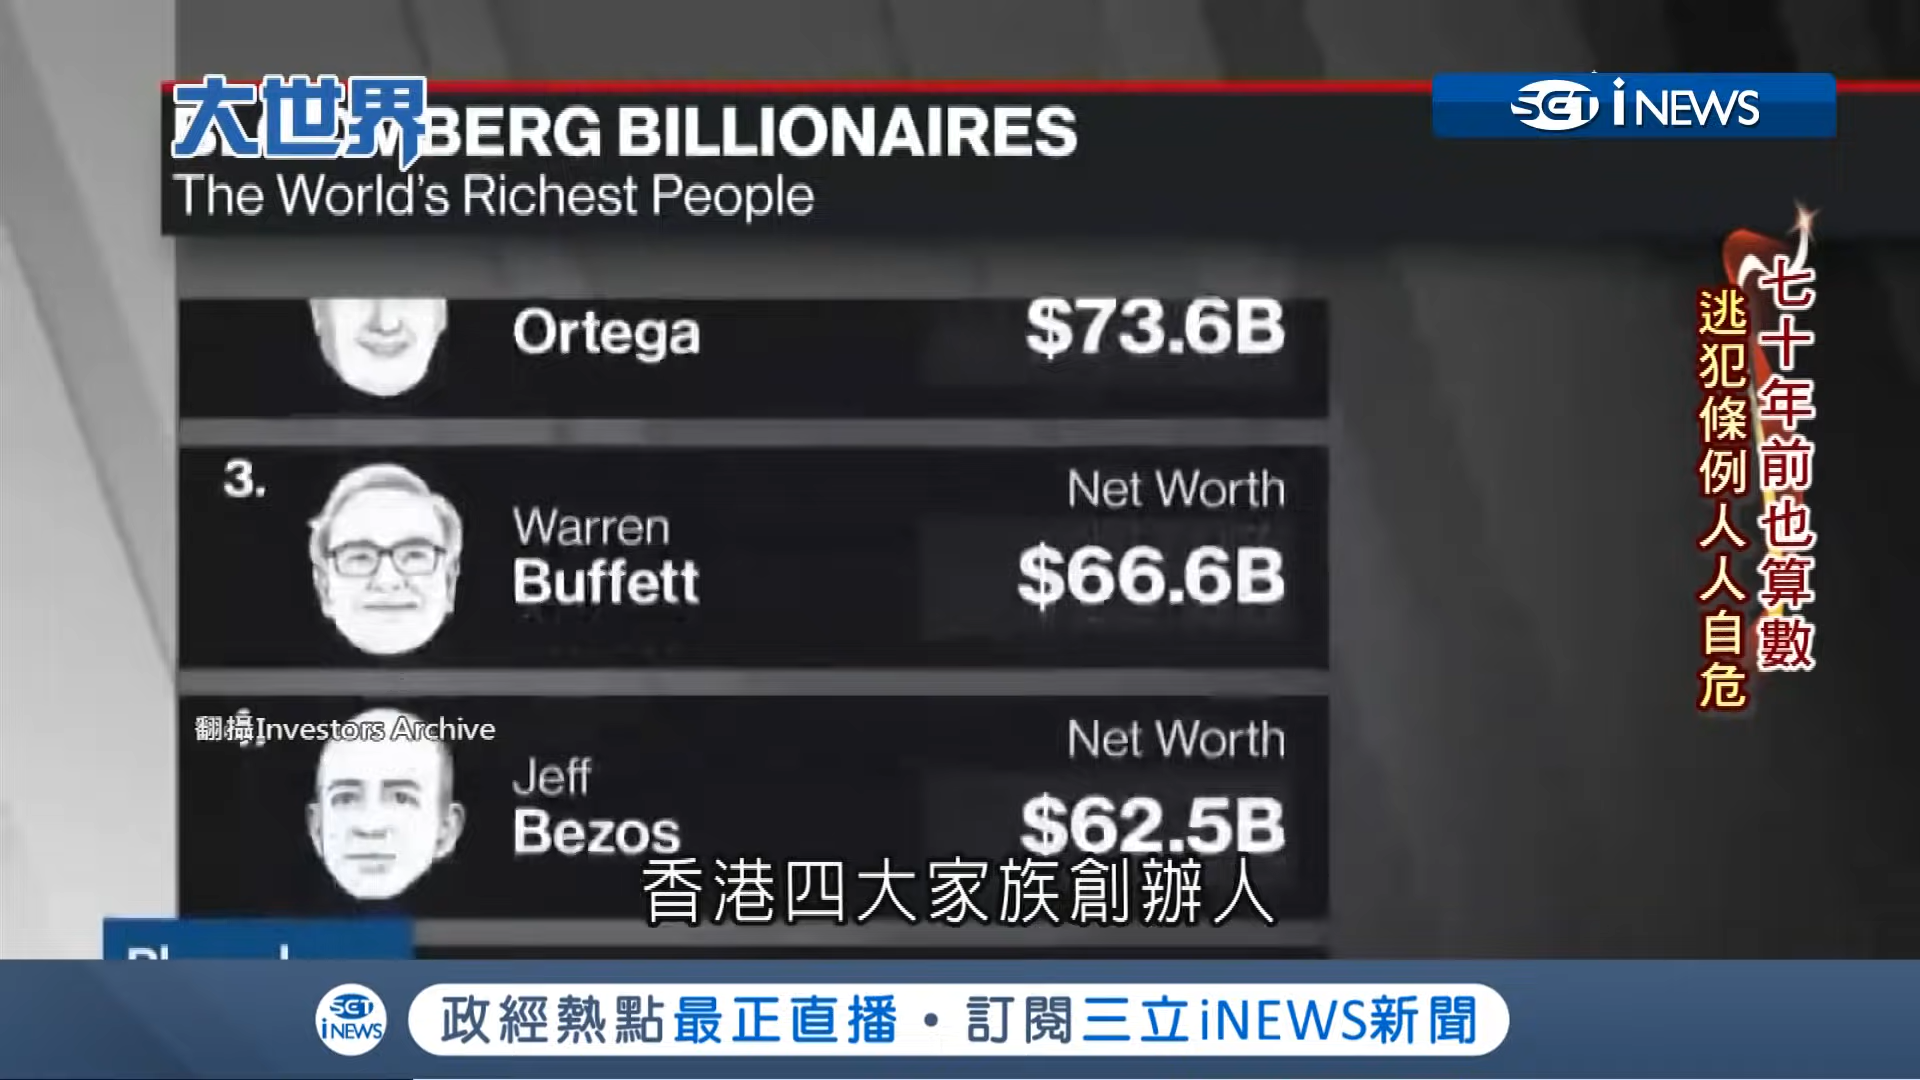 大世界
BERG BILLIONAIRES
The World's Richest People
SET iNEWS
七十年前也算數
逃犯條例人人自危
Ortega
$73.6B
3.
Warren
Buffett
Net Worth
$66.6B
翻攝Investors Archive
Jeff
Bezos
Net Worth
$62.5B
香港四大家族創辦人
SET
iNEWS
政經熱點最正直播・訂閱三立iNEWS新聞